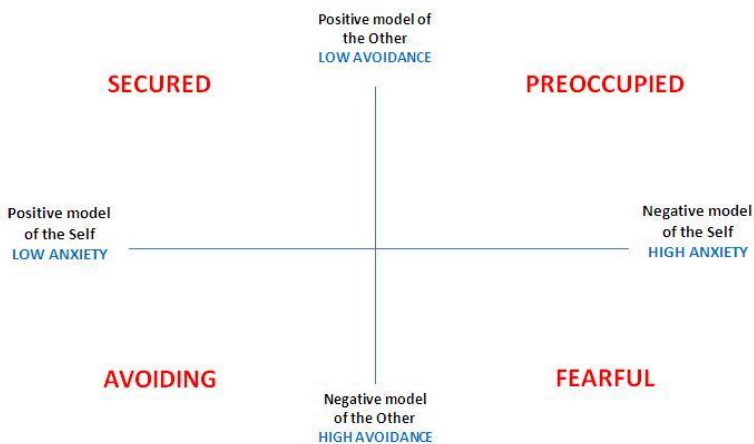 Positive model of
the Other
LOW AVOIDANCE
SECURED
PREOCCUPIED
Positive model
of the Self
LOW ANXIETY
Negative model
of the Self
HIGH ANXIETY
AVOIDING
FEARFUL
Negative model
of the Other
HIGH AVOIDANCE